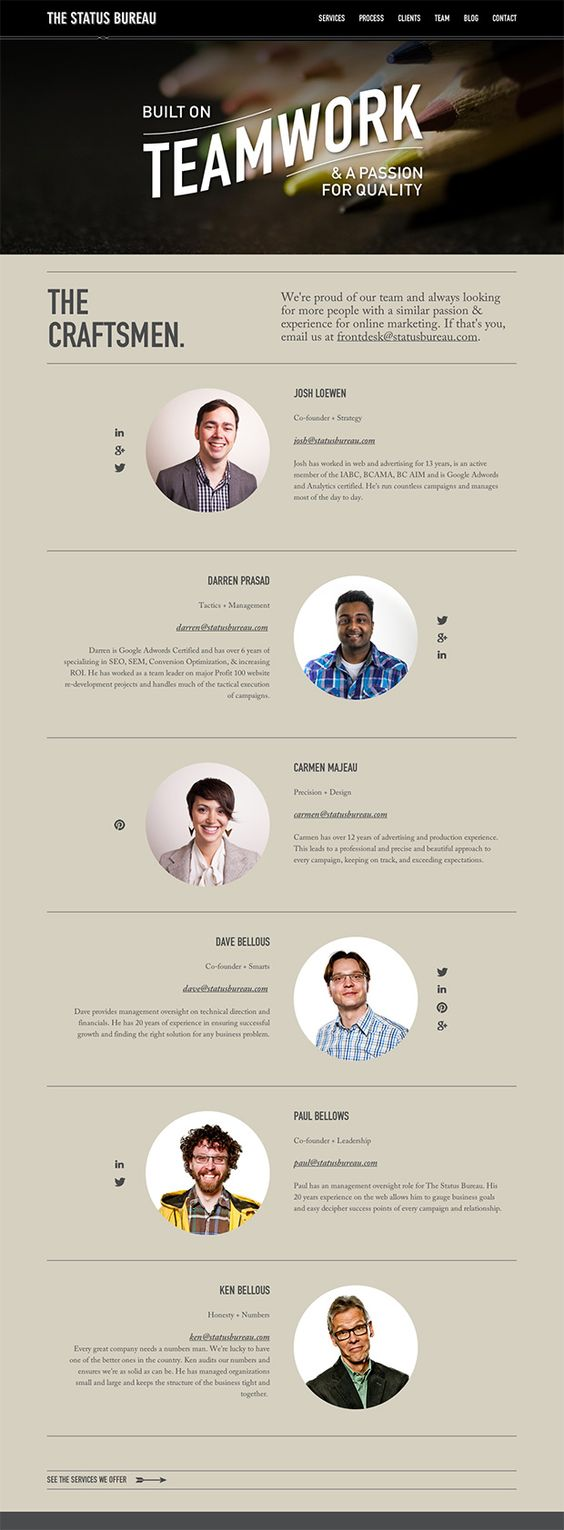 THE STATUS BUREAU
SERVICES PROCESS CLIENTS TEAM BLOG CONTACT
BUILT ON
TEAMWORK
& A PASSION
FOR QUALITY
THE
CRAFTSMEN.
We're proud of our team and always looking
for more people with a similar passion &
experience for online marketing. If that's you,
email us at frontdesk@statusbureau.com.
JOSH LOEWEN
Co-founder + Strategy
josh@statusbureau.com
Josh has worked in web and advertising for 13 years, is an active
member of the IABC, BCAMA, BC AIM and is Google Adwords
and Analytics certified. He's run countless campaigns and manages
most of the day to day.
DARREN PRASAD
Tactics + Management
darren@statusbureau.com
Darren is Google Adwords Certified and has over 6 years of
specializing in SEO, SEM, Conversion Optimization, & increasing
ROI. He has worked as a team leader on major Profit 100 website
re-development projects and handles much of the tactical execution
of campaigns.
CARMEN MAJEAU
Precision + Design
carmen@statusbureau.com
Carmen has over 12 years of advertising and production experience.
This leads to a professional and precise and beautiful approach to
every campaign, keeping on track, and exceeding expectations.
DAVE BELLOUS
Co-founder + Smarts
dave@statusbureau.com
Dave provides management oversight on technical direction and
financials. He has 20 years of experience in ensuring successful
growth and finding the right solution for any business problem.
PAUL BELLOWS
Co-founder + Leadership
paul@statusbureau.com
Paul has an management oversight role for The Status Bureau. His
20 years experience on the web allows him to gauge business goals
and easy decipher success points of every campaign and relationship.
KEN BELLOUS
Honesty + Numbers
ken@statusbureau.com
Every great company needs a numbers man. We're lucky to have
one of the better ones in the country. Ken audits our numbers and
ensures we're as solid as can be. He has managed organizations
small and large and keeps the structure of the business tight and
together.
SEE THE SERVICES WE OFFER